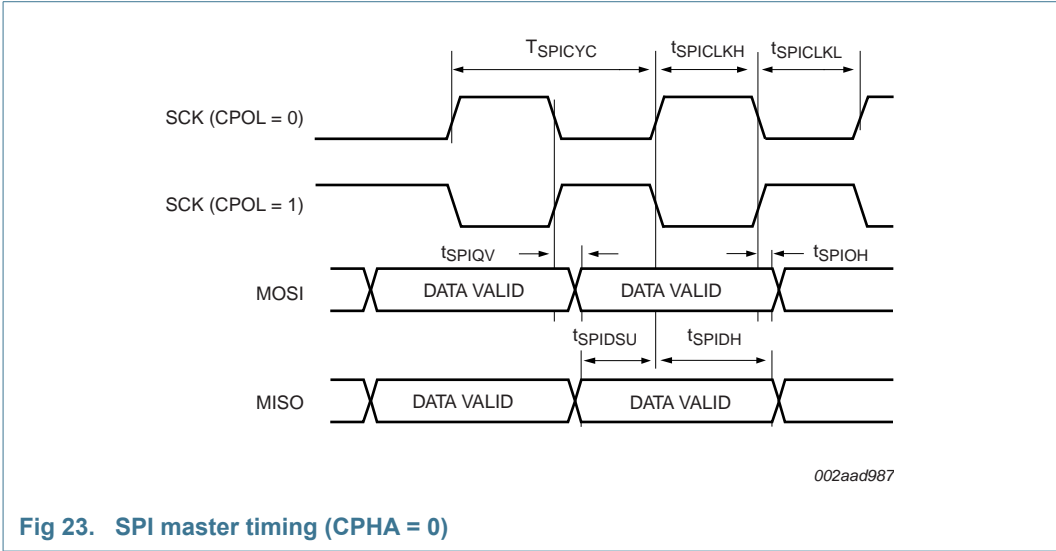 TSPICYC tSPICLKH tSPICLKL
SCK (CPOL = 0)
SCK (CPOL = 1)
tSPIQV tSPIOH
MOSI DATA VALID DATA VALID
tSPIDSU tSPIDH
MISO DATA VALID DATA VALID
002aad987
Fig 23. SPI master timing (CPHA = 0)